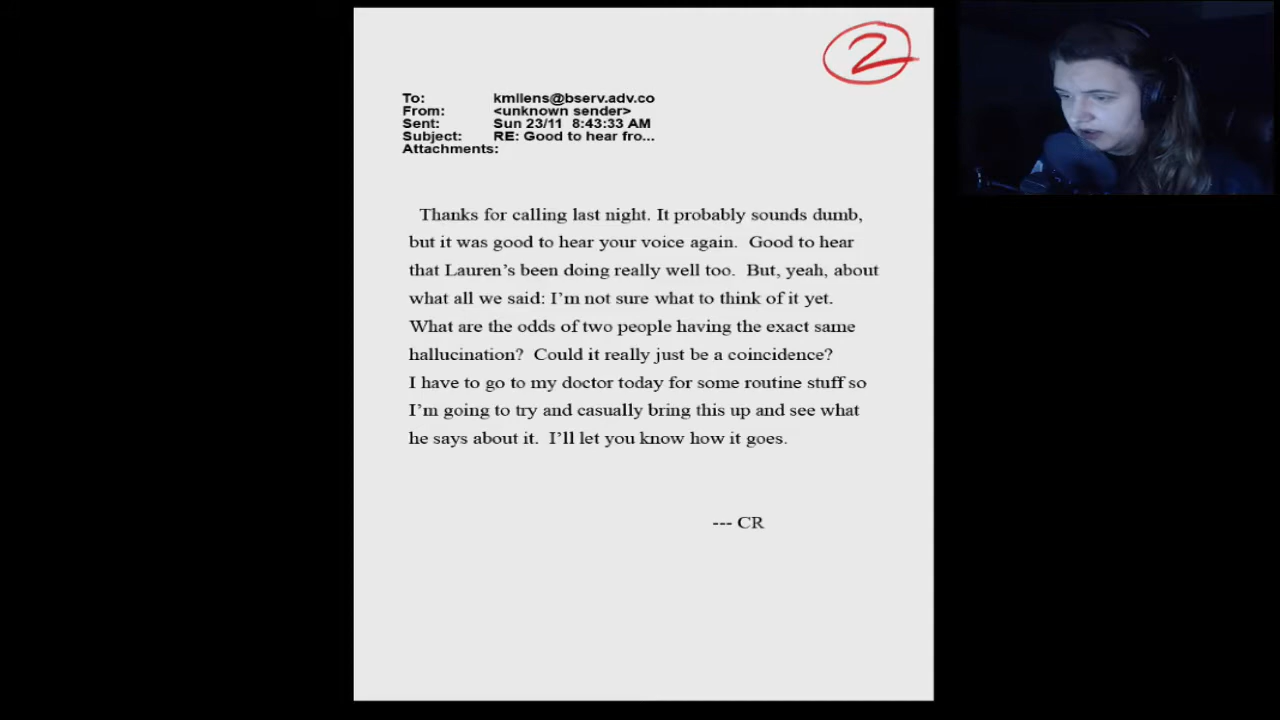 2
To: kmllens@bserv.adv.co
From: <unknown sender>
Sent: Sun 23/11 8:43:33 AM
Subject: RE: Good to hear fro...
Attachments:
Thanks for calling last night. It probably sounds dumb,
but it was good to hear your voice again. Good to hear
that Lauren’s been doing really well too. But, yeah, about
what all we said: I’m not sure what to think of it yet.
What are the odds of two people having the exact same
hallucination? Could it really just be a coincidence?
I have to go to my doctor today for some routine stuff so
I’m going to try and casually bring this up and see what
he says about it. I’ll let you know how it goes.
--- CR